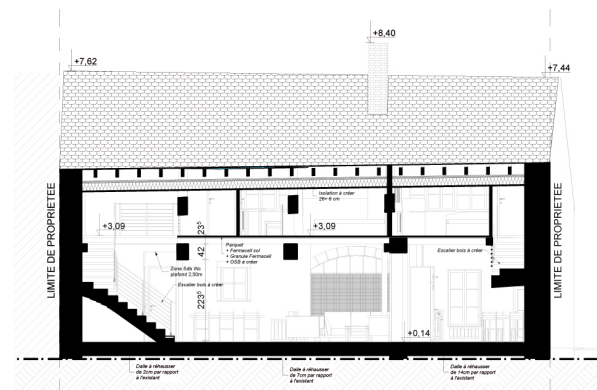 +8,40
+7,62
+7,44
Isolation à créer
26+ 6 cm
LIMITE DE PROPRIETEE
LIMITE DE PROPRIETEE
+3,09
23⁵
+3,09
Parquet
+ Fermacell sol
+ Granule Fermacell
+ OSB à créer
42
Escalier bois à créer
Zone Sdb Wc
plafond 2,00m
Escalier bois à créer
223⁵
+0,14
Dalle à réhausser
de 2cm par rapport
à l'existant
Dalle à réhausser
de 7cm par rapport
à l'existant
Dalle à réhausser
de 14cm par rapport
à l'existant